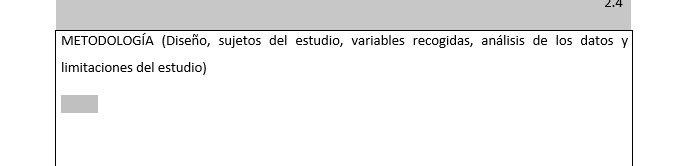 2.4
METODOLOGÍA (Diseño, sujetos del estudio, variables recogidas, análisis de los datos y
limitaciones del estudio)